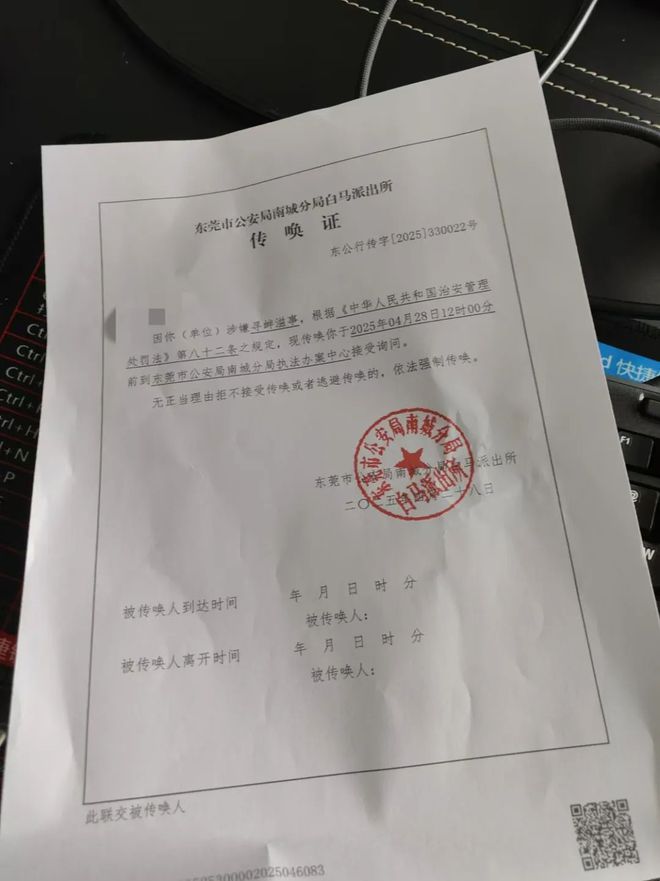 东莞市公安局南城分局白马派出所
传 唤 证
东公行传字[2025]330022号
因你（单位）涉嫌寻衅滋事，根据《中华人民共和国治安管理
处罚法》第八十二条之规定，现传唤你于2025年04月28日12时00分
前到东莞市公安局南城分局执法办案中心接受询问。
无正当理由拒不接受传唤或者逃避传唤的，依法强制传唤。
东莞市公安局南城分局白马派出所
东莞市公安局南城分局
白马派出所
二〇二五年四月二十八日
被传唤人到达时间 年 月 日 时 分
被传唤人：
被传唤人离开时间 年 月 日 时 分
被传唤人：
此联交被传唤人
5300002025046083
Ctrl
Ctrl
Ctrl+
Ctrl+
Ctrl+H
+N
P
快捷
F1